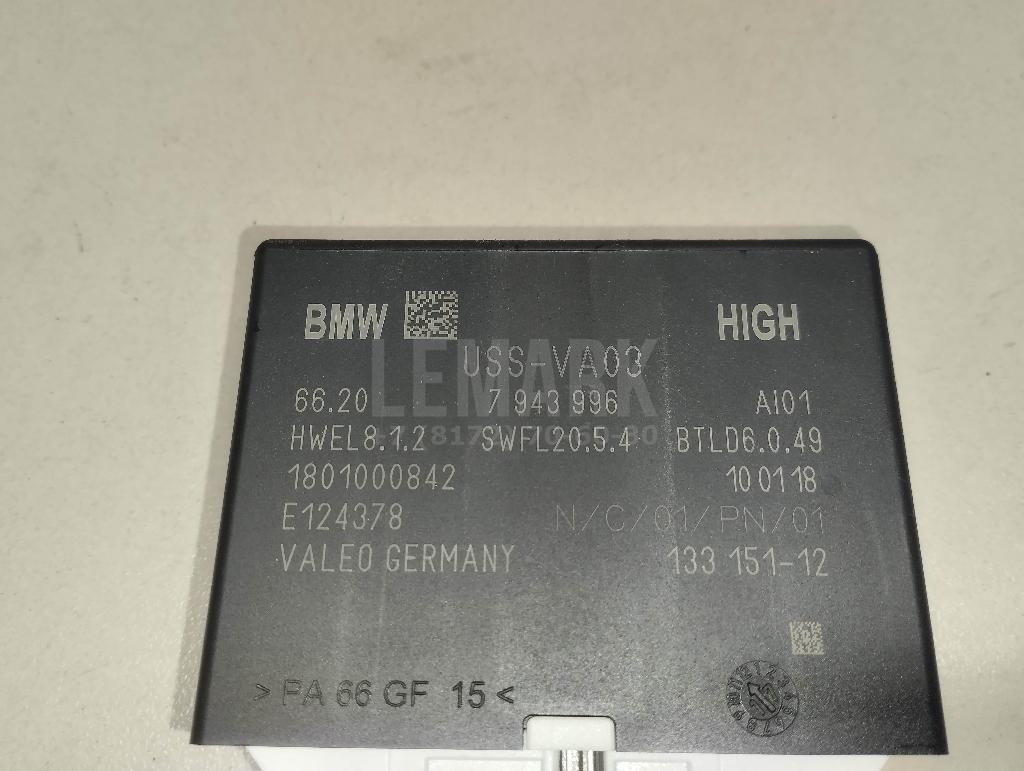 BMW HIGH
USS-VA03
LEMARK
66.20 7 943 996 AI01
HWEL8.1.2 SWFL20.5.4 BTLD6.0.49
1801000842 10 01 18
E124378 N/C/01/PN/01
VALEO GERMANY 133 151-12
>PA 66 GF 15<